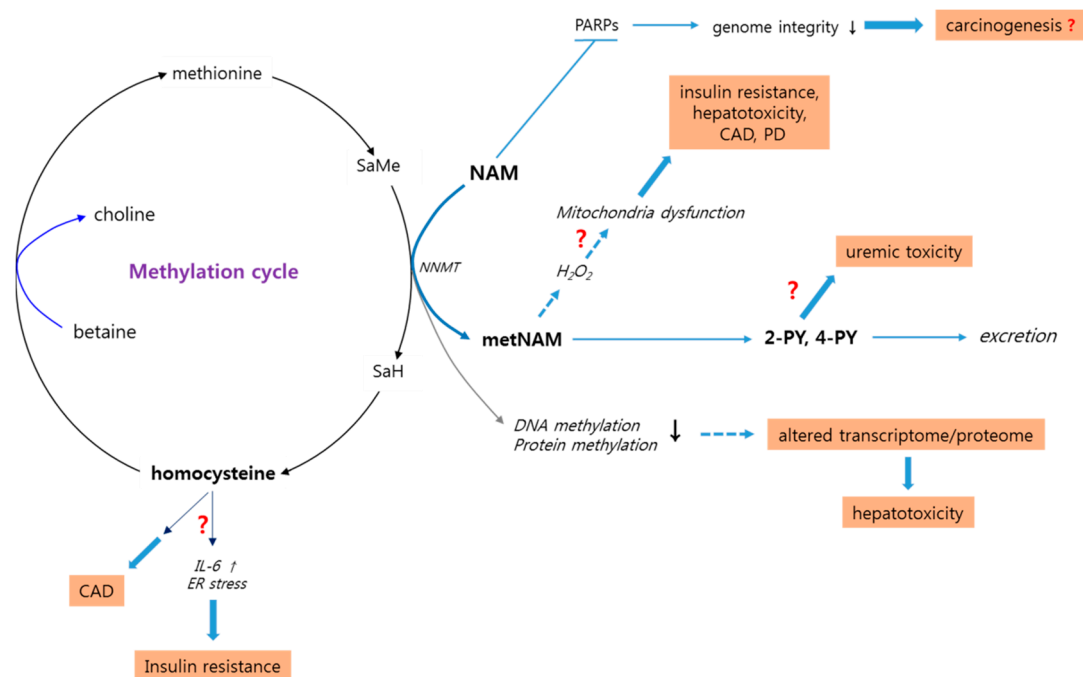 PARPs
genome integrity ↓
carcinogenesis ?
methionine
insulin resistance,
hepatotoxicity,
CAD, PD
SaMe
NAM
choline
Mitochondria dysfunction
?
uremic toxicity
Methylation cycle
NNMT
H₂O₂
?
betaine
metNAM
2-PY, 4-PY
excretion
SaH
DNA methylation
Protein methylation ↓
altered transcriptome/proteome
homocysteine
hepatotoxicity
?
IL-6 ↑
ER stress
CAD
Insulin resistance